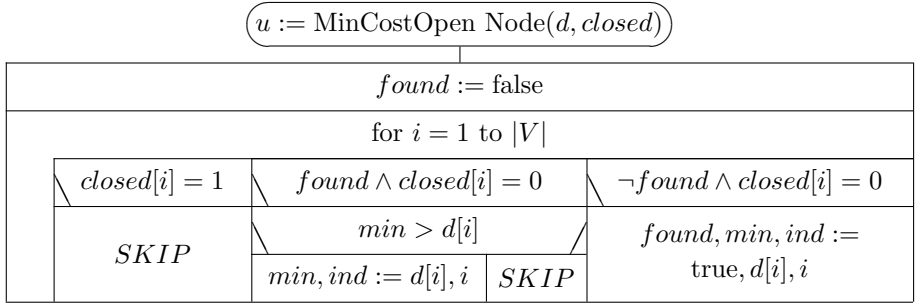 u := MinCostOpen Node(d, closed)
found := false
for i = 1 to |V|
closed[i] = 1
found ∧ closed[i] = 0
¬found ∧ closed[i] = 0
SKIP
min > d[i]
min, ind := d[i], i
SKIP
found, min, ind :=
true, d[i], i